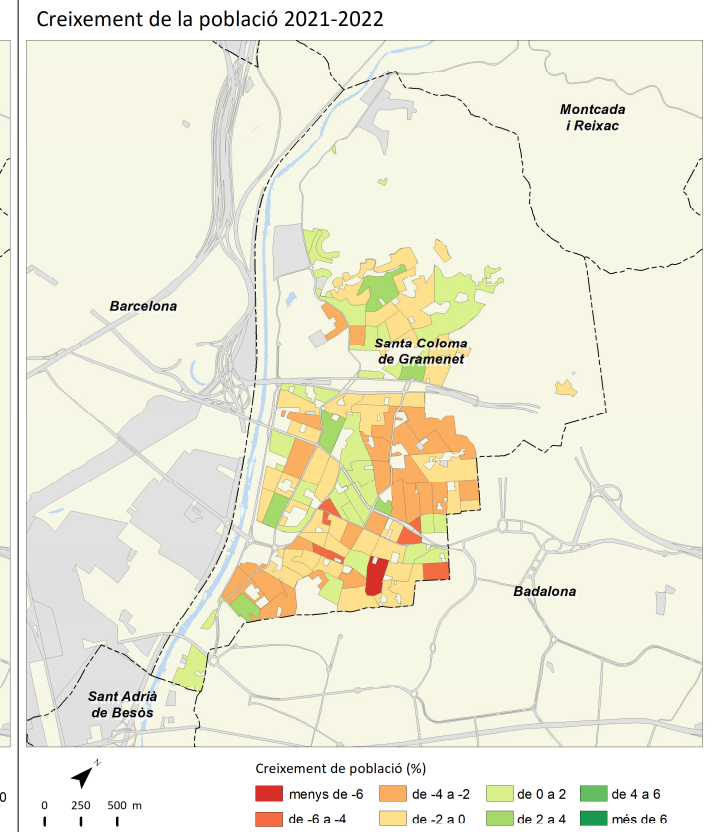 Creixement de la població 2021-2022
Montcada
i Reixac
Barcelona
Santa Coloma
de Gramenet
Badalona
Sant Adrià
de Besòs
N
0
0 250 500 m
Creixement de població (%)
menys de -6
de -4 a -2
de 0 a 2
de 4 a 6
de -6 a -4
de -2 a 0
de 2 a 4
més de 6